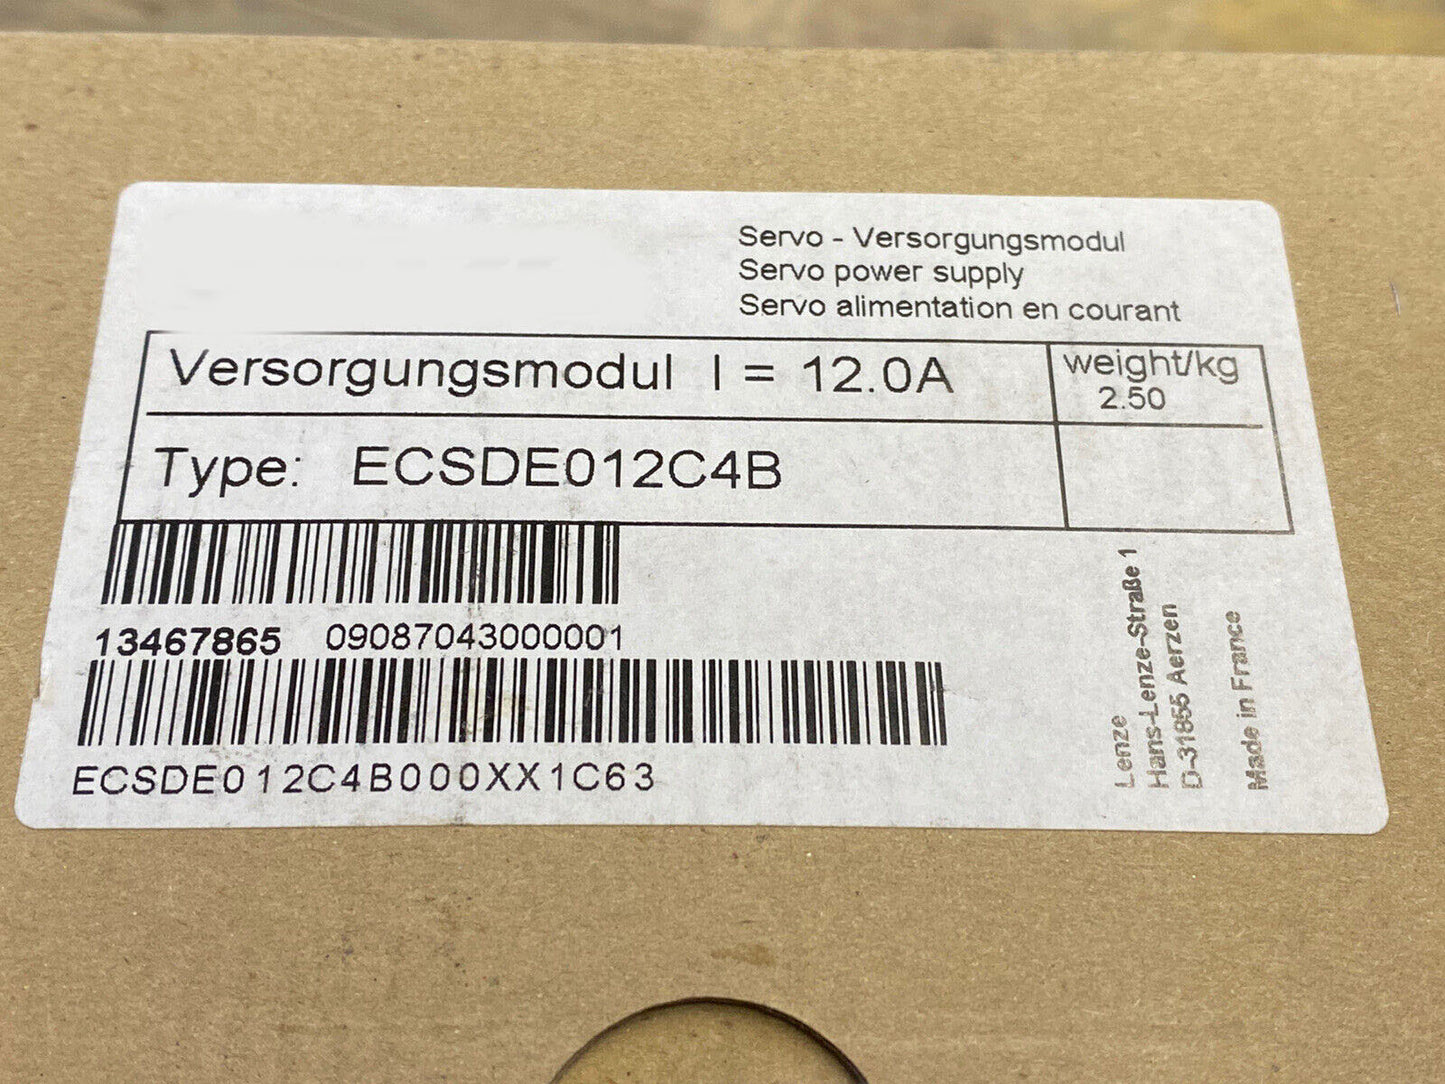 Servo - Versorgungsmodul
Servo power supply
Servo alimentation en courant
Versorgungsmodul I = 12.0A
weight/kg
2.50
Type: ECSDE012C4B
13467865 09087043000001
ECSDE012C4B000XX1C63
Lenze
Hans-Lenze-Straße 1
D-31855 Aerzen
Made in France